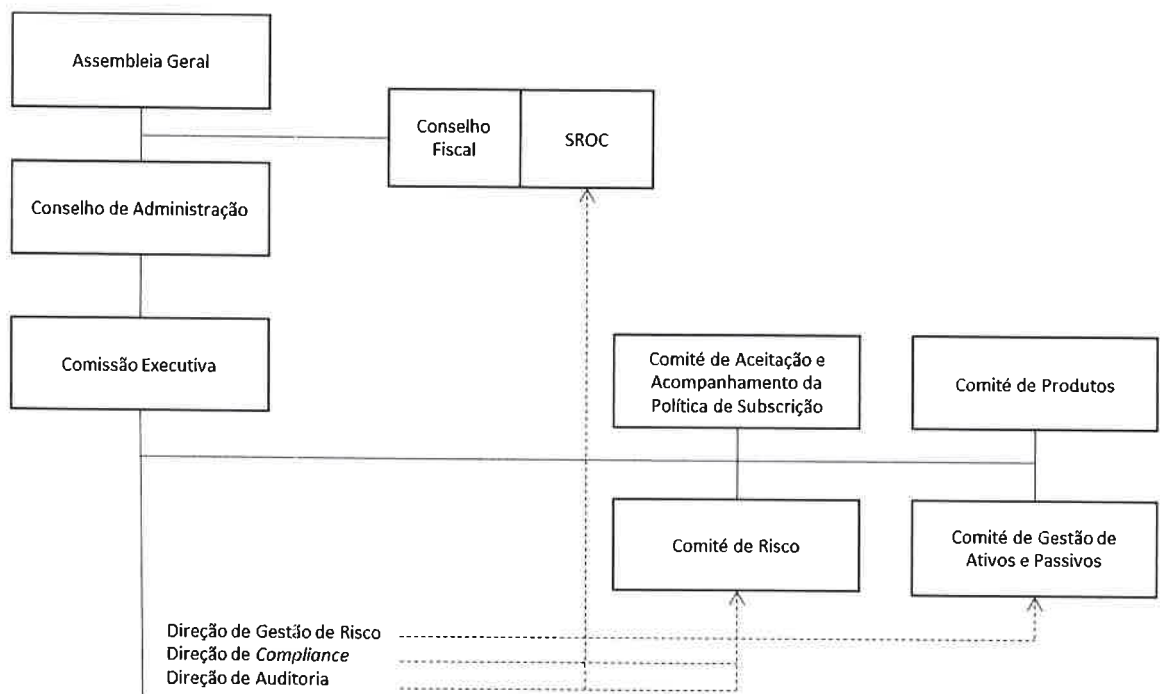 Assembleia Geral
Conselho
Fiscal
SROC
Conselho de Administração
Comissão Executiva
Comité de Aceitação e
Acompanhamento da
Política de Subscrição
Comité de Produtos
Comité de Risco
Comité de Gestão de
Ativos e Passivos
Direção de Gestão de Risco
Direção de Compliance
Direção de Auditoria